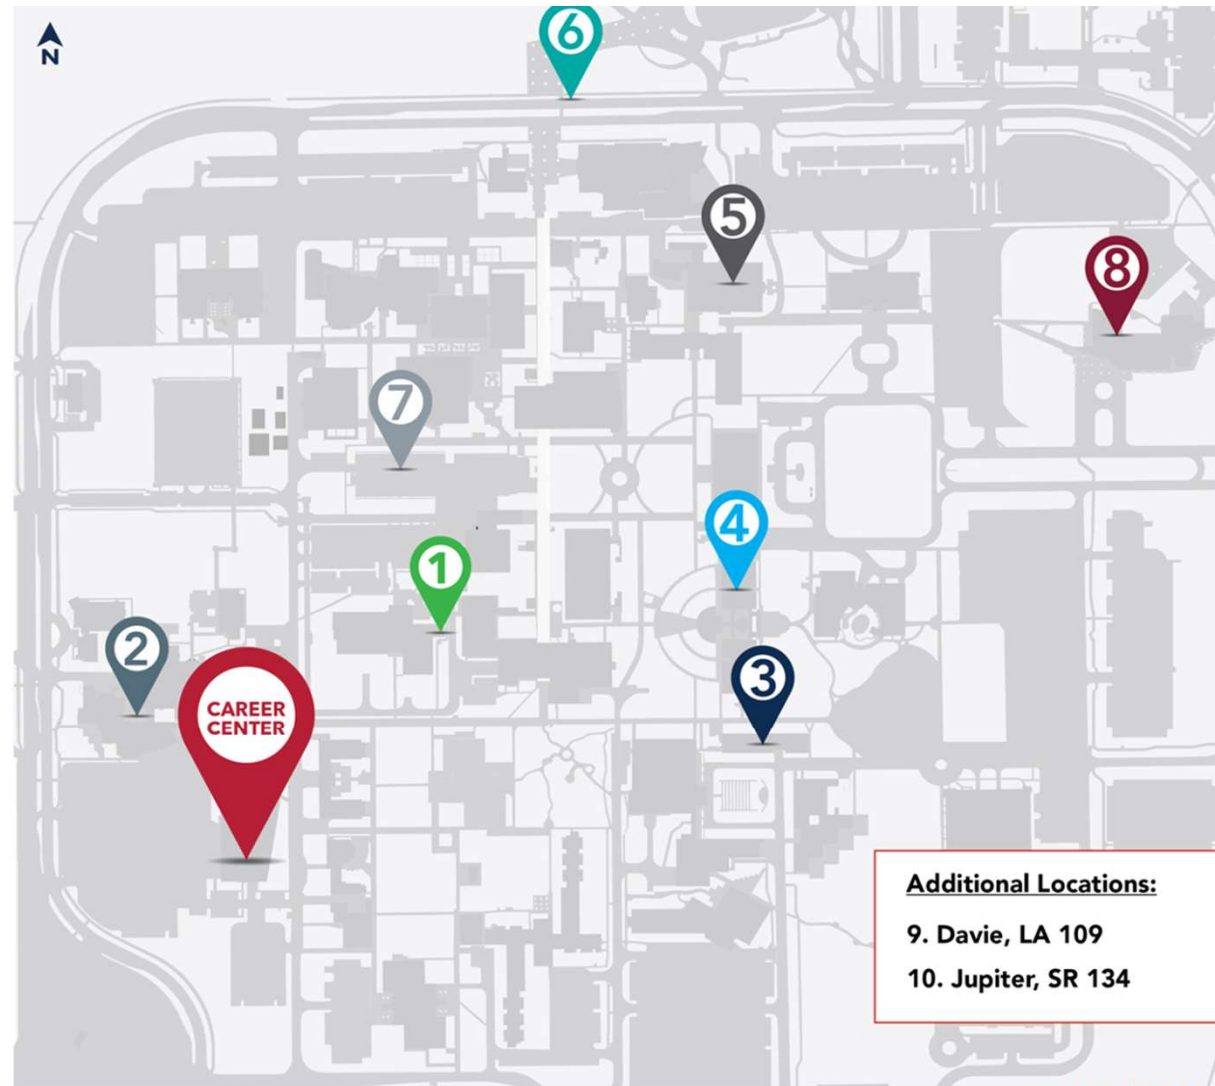 N
6
5
8
7
4
1
2
3
CAREER
CENTER
Additional Locations:
9. Davie, LA 109
10. Jupiter, SR 134